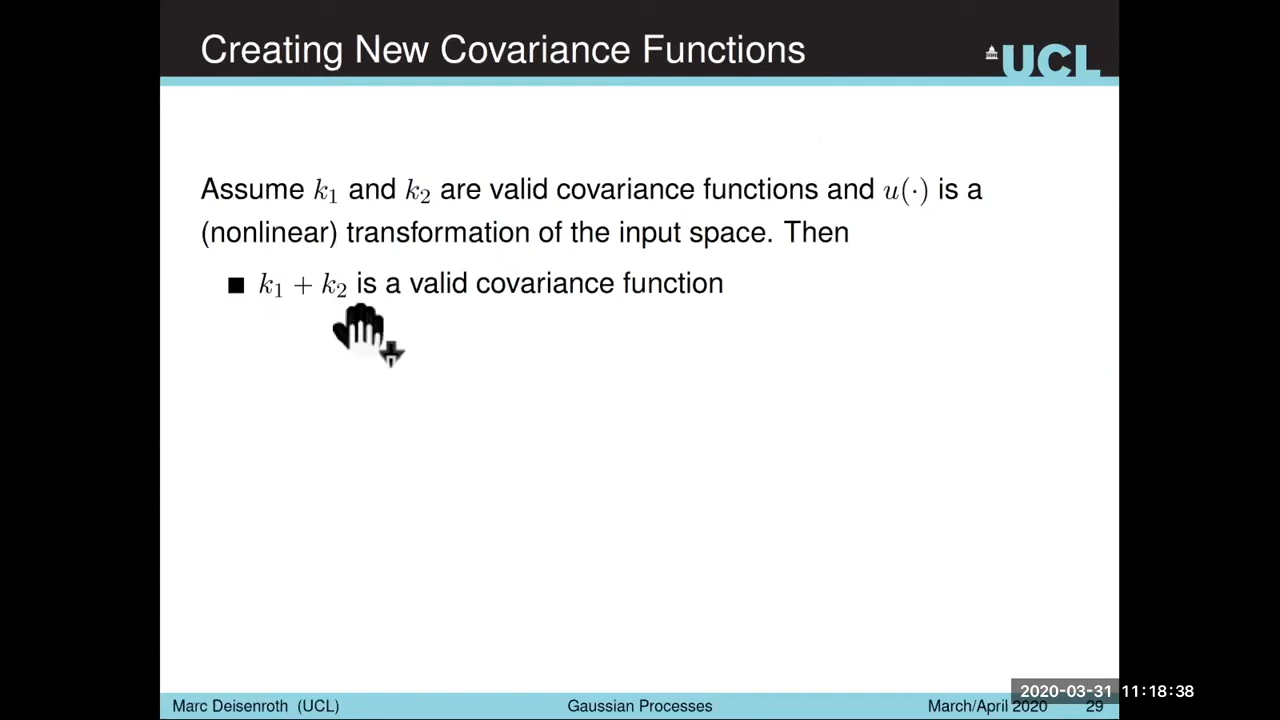 Creating New Covariance Functions
UCL
Assume k₁ and k₂ are valid covariance functions and u(·) is a
(nonlinear) transformation of the input space. Then
■ k₁ + k₂ is a valid covariance function
2020-03-31 11:18:38
Marc Deisenroth (UCL) Gaussian Processes March/April 2020 29